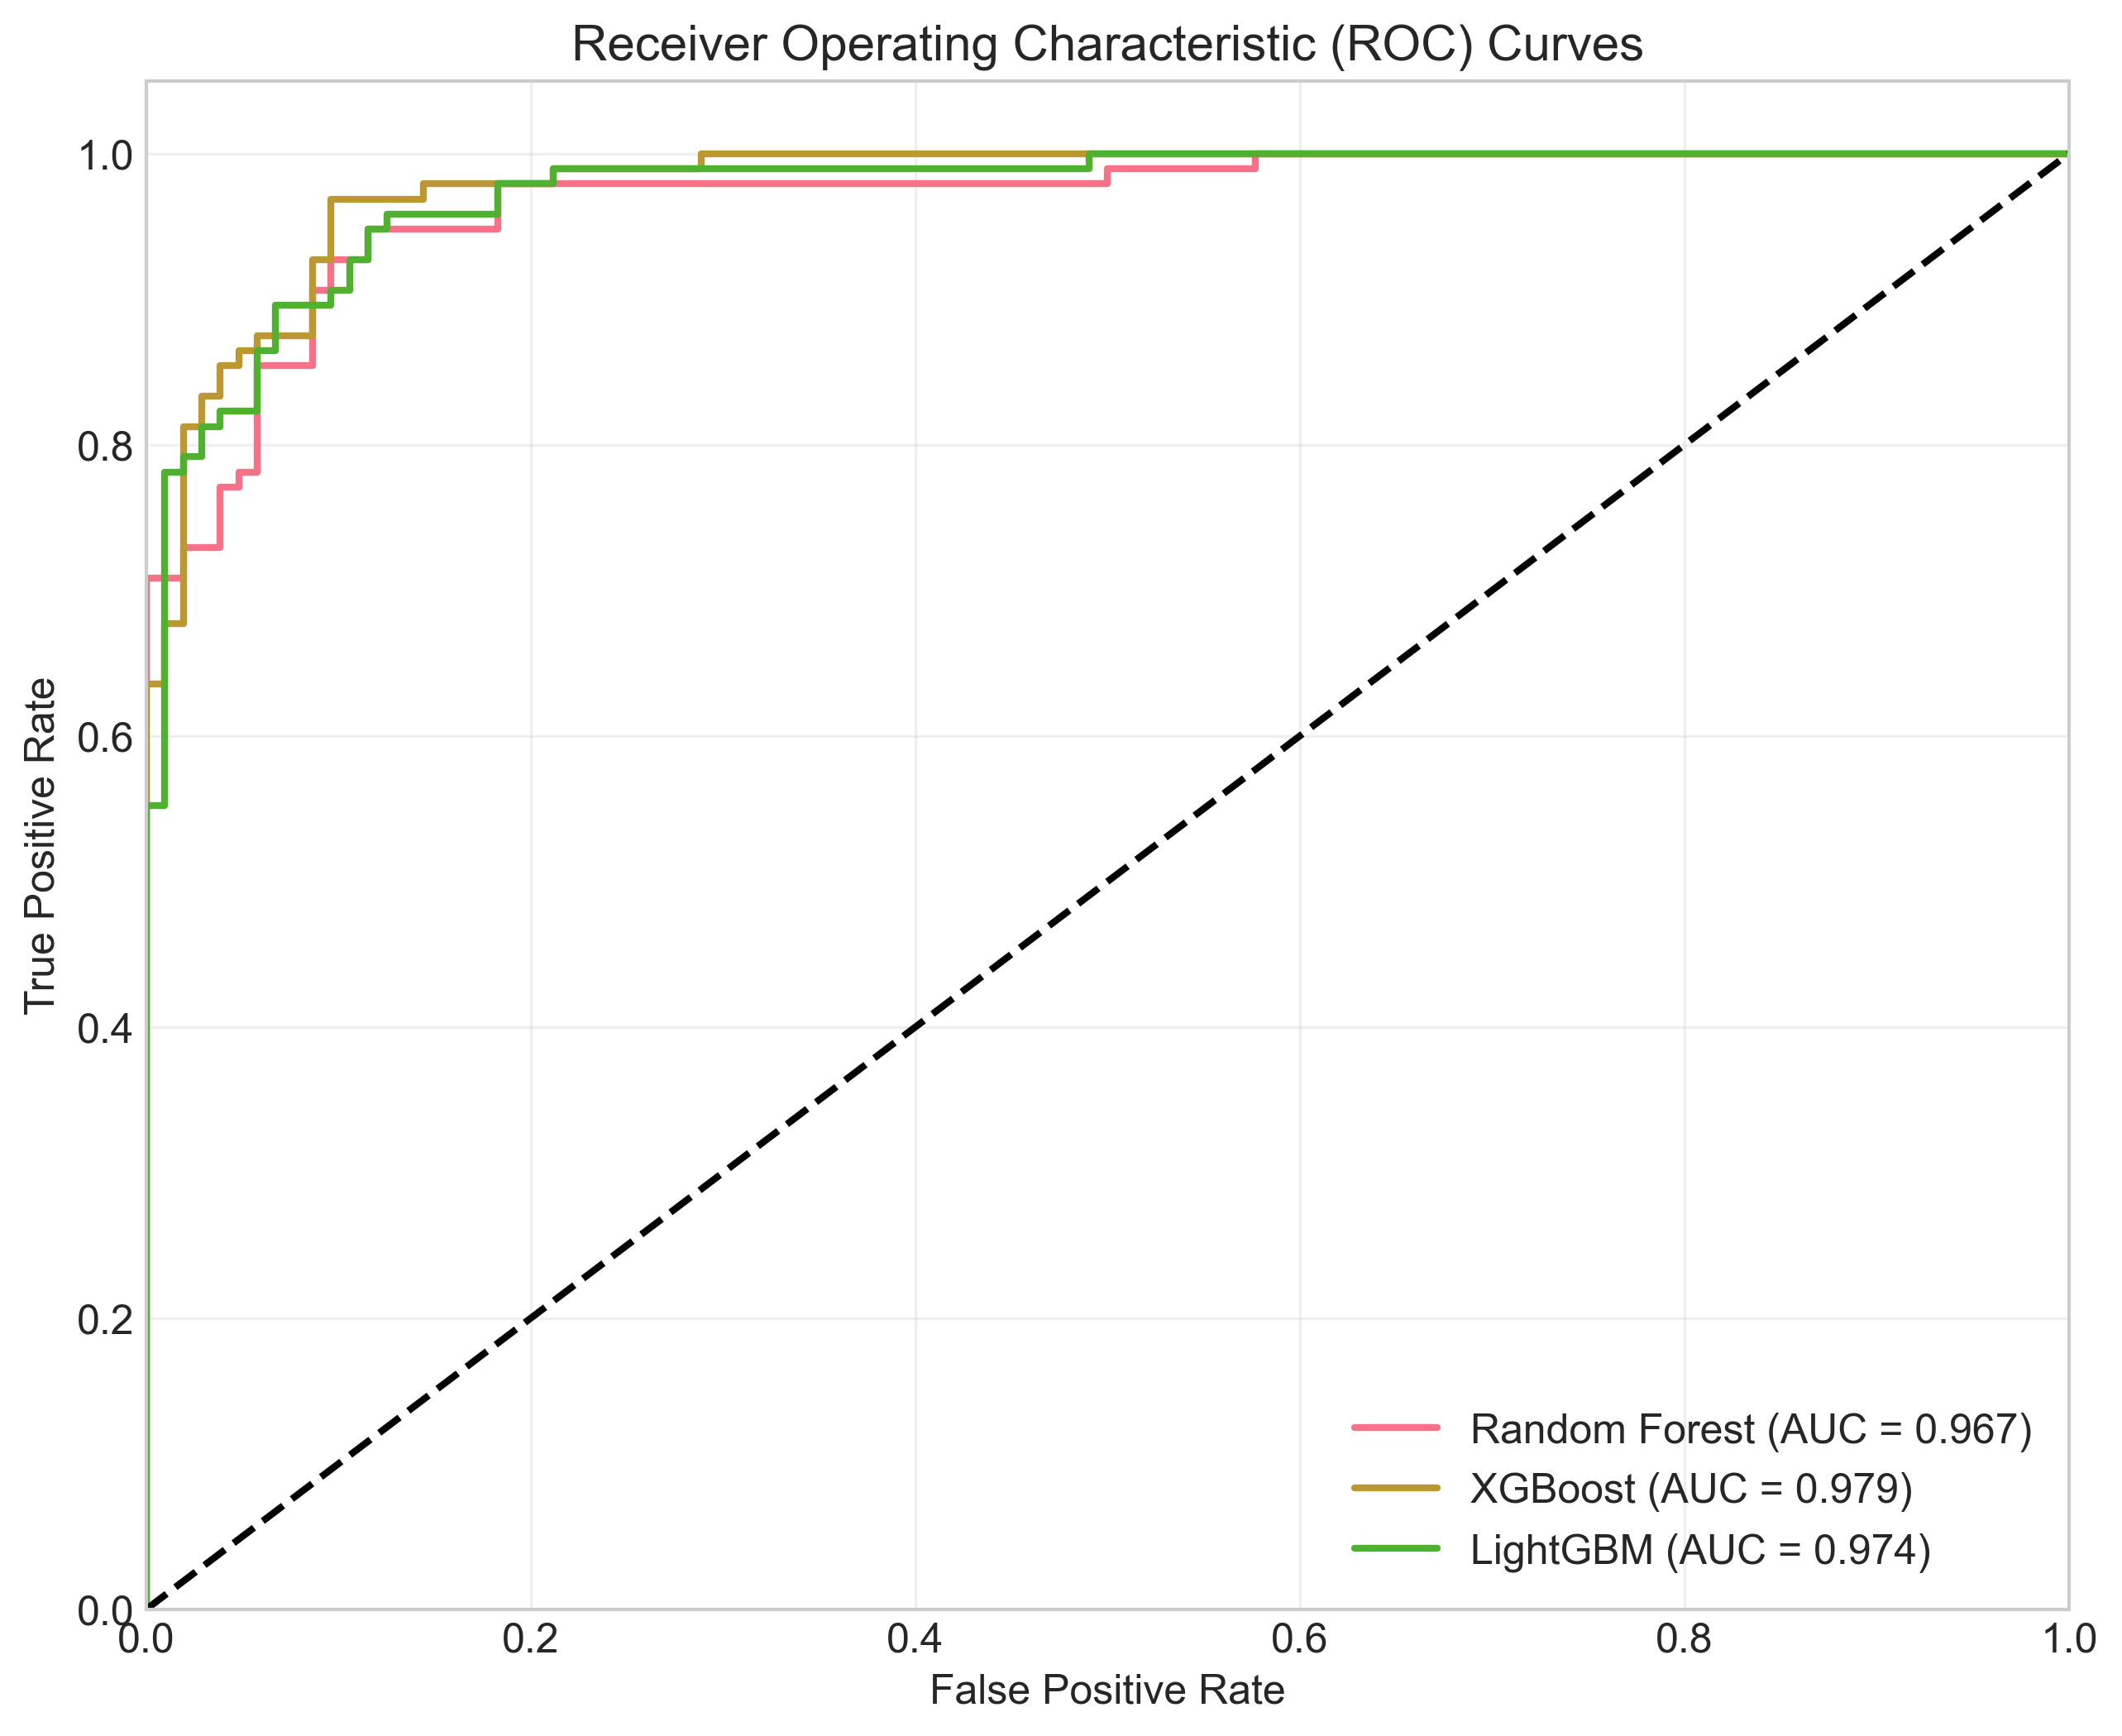 Receiver Operating Characteristic (ROC) Curves
1.0
0.8
0.6
0.4
0.2
0.0
True Positive Rate
0.0 0.2 0.4 0.6 0.8 1.0
False Positive Rate
Random Forest (AUC = 0.967)
XGBoost (AUC = 0.979)
LightGBM (AUC = 0.974)